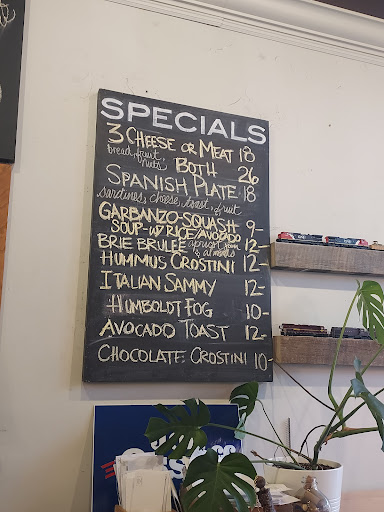 SPECIALS
3 CHEESE OR MEAT 18
bread, fruit, nuts
BOTH 26
SPANISH PLATE 18
sardines, cheese, toast, fruit
GARBANZO-SQUASH
SOUP-W/ RICE/AVOCADO 9-
BRIE BRULEE apricot & almonds 12-
HUMMUS CROSTINI 12-
ITALIAN SAMMY 12-
HUMBOLDT FOG 10-
AVOCADO TOAST 12-
CHOCOLATE CROSTINI 10-